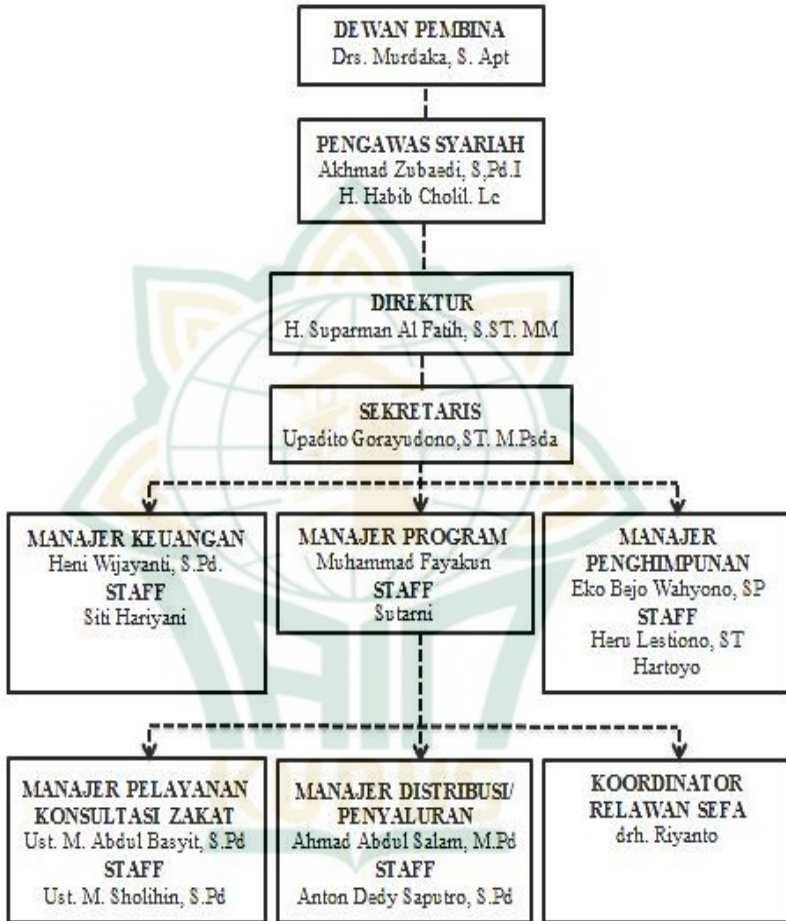 DEWAN PEMBINA
Drs. Murdaka, S. Apt
PENGAWAS SYARIAH
Akhmad Zubaedi, S,Pd.I
H. Habib Cholil. Lc
DIREKTUR
H. Suparman Al Fatih, S.ST. MM
SEKRETARIS
Upadito Gorayudono,ST. M.Psda
MANAJER KEUANGAN
Heni Wijayanti, S.Pd.
STAFF
Siti Hariyani
MANAJER PROGRAM
Muhammad Fayakun
STAFF
Sutarni
MANAJER
PENGHIMPUNAN
Eko Bejo Wahyono, SP
STAFF
Heru Lestiono, ST
Hartoyo
MANAJER PELAYANAN
KONSULTASI ZAKAT
Ust. M. Abdul Basyit, S.Pd
STAFF
Ust. M. Sholihin, S.Pd
MANAJER DISTRIBUSI/
PENYALURAN
Ahmad Abdul Salam, M.Pd
STAFF
Anton Dedy Saputro, S.Pd
KOORDINATOR
RELAWAN SEFA
drh. Riyanto
KUDUS